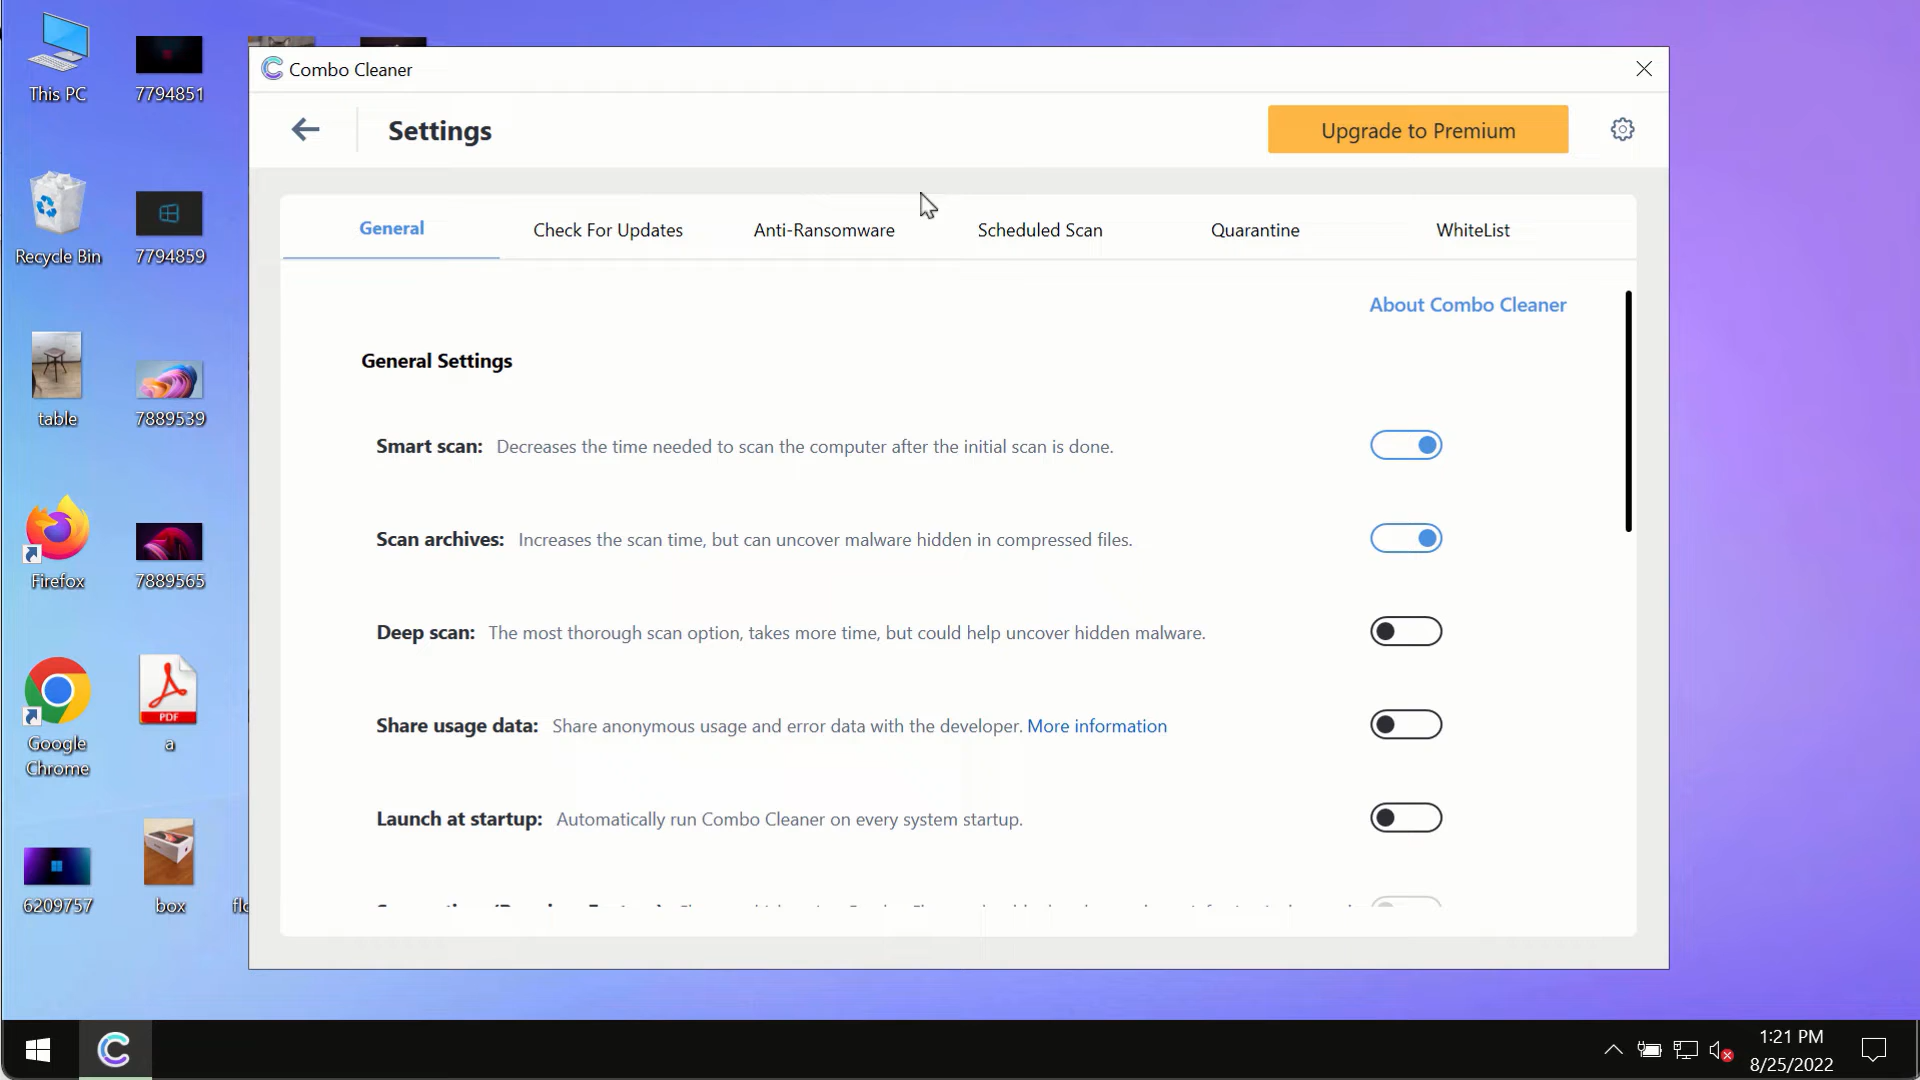 This PC
7794851
Recycle Bin
7794859
table
7889539
Firefox
7889565
Google
Chrome
PDF
a
6209757
box
Combo Cleaner
Settings
Upgrade to Premium
General
Check For Updates
Anti-Ransomware
Scheduled Scan
Quarantine
WhiteList
About Combo Cleaner
General Settings
Smart scan: Decreases the time needed to scan the computer after the initial scan is done.
Scan archives: Increases the scan time, but can uncover malware hidden in compressed files.
Deep scan: The most thorough scan option, takes more time, but could help uncover hidden malware.
Share usage data: Share anonymous usage and error data with the developer. More information
Launch at startup: Automatically run Combo Cleaner on every system startup.
1:21 PM
8/25/2022